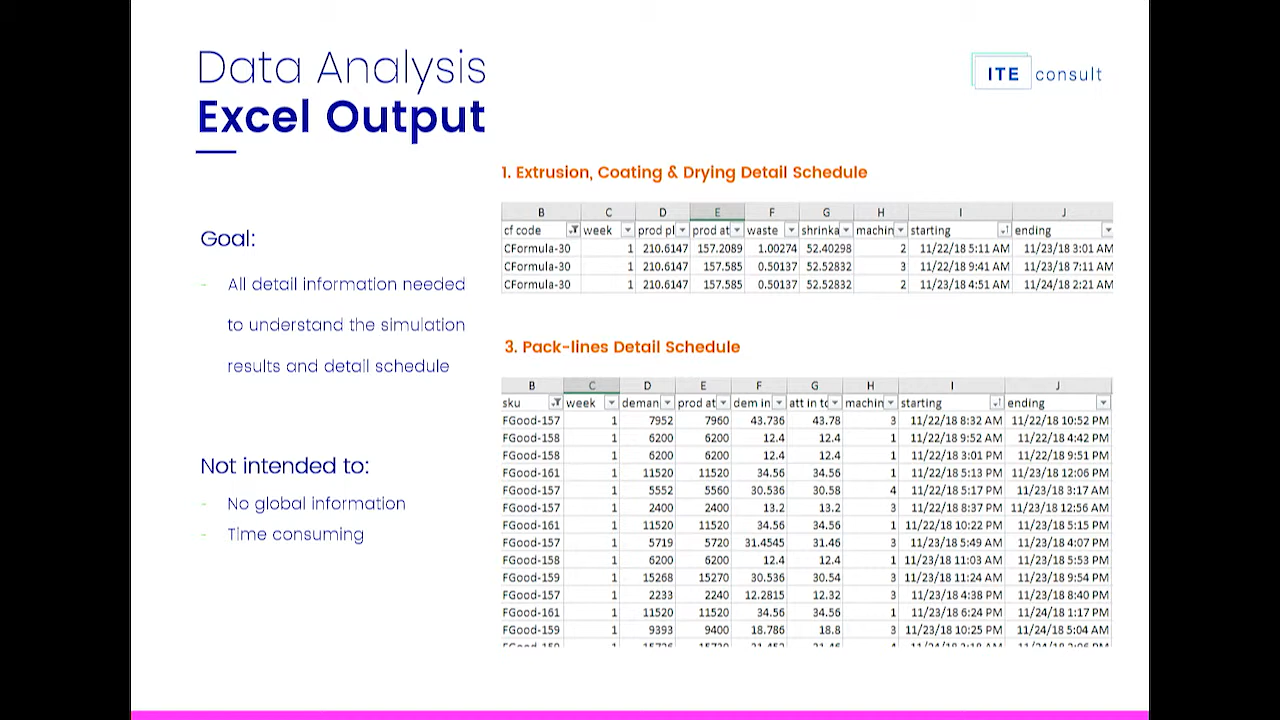 Data Analysis
Excel Output
ITE consult
Goal:
- All detail information needed
to understand the simulation
results and detail schedule
Not intended to:
- No global information
- Time consuming
1. Extrusion, Coating & Drying Detail Schedule
B C D E F G H I J
cf code week prod pl prod at waste shrinka machin starting ending
CFormula-30 1 210.6147 157.2089 1.00274 52.40298 2 11/22/18 5:11 AM 11/23/18 3:01 AM
CFormula-30 1 210.6147 157.585 0.50137 52.52832 3 11/22/18 9:41 AM 11/23/18 7:11 AM
CFormula-30 1 210.6147 157.585 0.50137 52.52832 2 11/23/18 4:51 AM 11/24/18 2:21 AM
3. Pack-lines Detail Schedule
B C D E F G H I J
sku week deman prod at dem in att in to machin starting ending
FGood-157 1 7952 7960 43.736 43.78 3 11/22/18 8:32 AM 11/22/18 10:52 PM
FGood-158 1 6200 6200 12.4 12.4 1 11/22/18 9:52 AM 11/22/18 4:42 PM
FGood-158 1 6200 6200 12.4 12.4 1 11/22/18 3:01 PM 11/22/18 9:51 PM
FGood-161 1 11520 11520 34.56 34.56 1 11/22/18 5:13 PM 11/23/18 12:06 PM
FGood-157 1 5552 5560 30.536 30.58 4 11/22/18 5:17 PM 11/23/18 3:17 AM
FGood-157 1 2400 2400 13.2 13.2 3 11/22/18 8:37 PM 11/23/18 12:56 AM
FGood-161 1 11520 11520 34.56 34.56 1 11/22/18 10:22 PM 11/23/18 5:15 PM
FGood-157 1 5719 5720 31.4545 31.46 3 11/23/18 5:49 AM 11/23/18 4:07 PM
FGood-158 1 6200 6200 12.4 12.4 1 11/23/18 11:03 AM 11/23/18 5:53 PM
FGood-159 1 15268 15270 30.536 30.54 3 11/23/18 11:24 AM 11/23/18 9:54 PM
FGood-157 1 2233 2240 12.2815 12.32 3 11/23/18 4:38 PM 11/23/18 8:40 PM
FGood-161 1 11520 11520 34.56 34.56 1 11/23/18 6:24 PM 11/24/18 1:17 PM
FGood-159 1 9393 9400 18.786 18.8 3 11/23/18 10:25 PM 11/24/18 5:04 AM